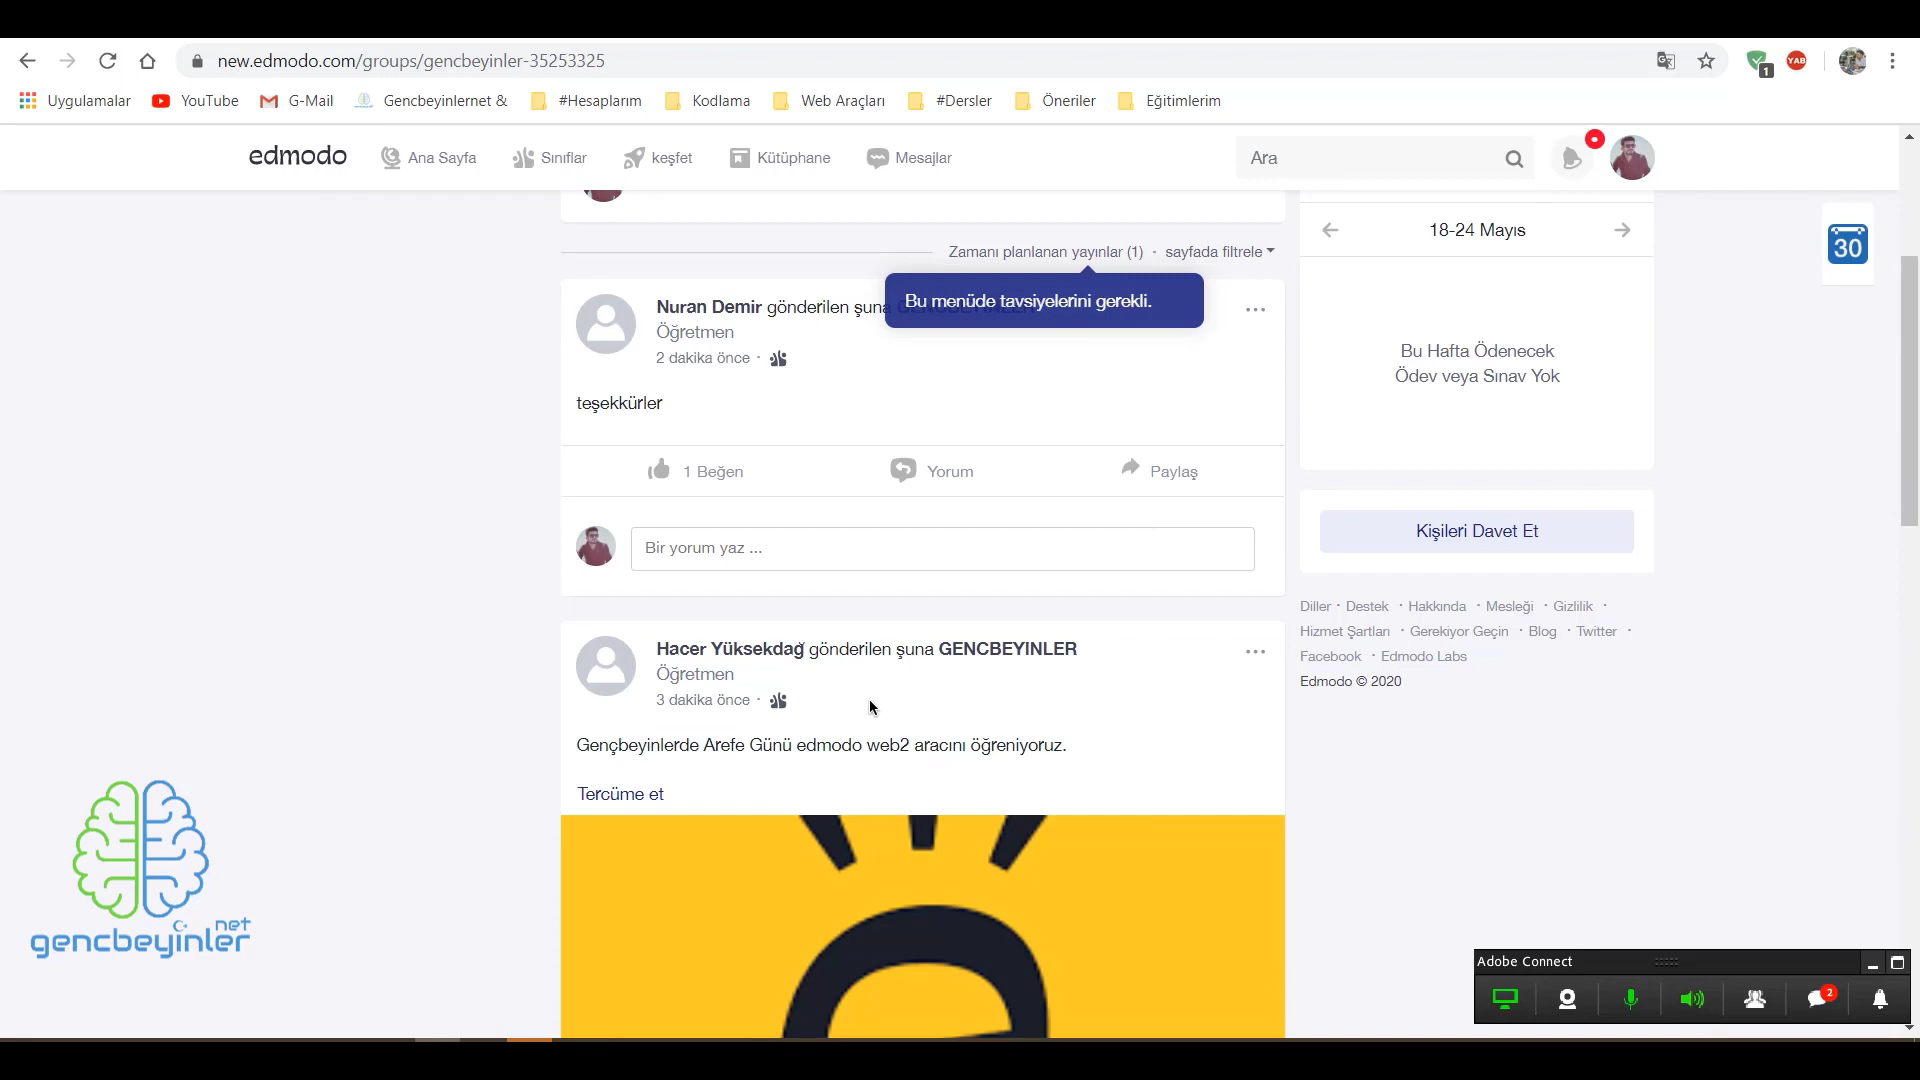 new.edmodo.com/groups/gencbeyinler-35253325
1
YAB
Uygulamalar
YouTube
G-Mail
Gencbeyinlernet &
#Hesaplarım
Kodlama
Web Araçları
#Dersler
Öneriler
Eğitimlerim
edmodo
Ana Sayfa
Sınıflar
keşfet
Kütüphane
Mesajlar
Ara
Zamanı planlanan yayınlar (1) · sayfada filtrele
Bu menüde tavsiyelerini gerekli.
Nuran Demir gönderilen şuna GENCBEYINLER
Öğretmen
2 dakika önce ·
teşekkürler
1 Beğen
Yorum
Paylaş
Bir yorum yaz ...
Hacer Yüksekdağ gönderilen şuna GENCBEYINLER
Öğretmen
3 dakika önce ·
Gençbeyinlerde Arefe Günü edmodo web2 aracını öğreniyoruz.
Tercüme et
18-24 Mayıs
Bu Hafta Ödenecek
Ödev veya Sınav Yok
Kişileri Davet Et
Diller · Destek · Hakkında · Mesleği · Gizlilik ·
Hizmet Şartları · Gerekiyor Geçin · Blog · Twitter ·
Facebook · Edmodo Labs
Edmodo © 2020
30
net
gencbeyinler
Adobe Connect
2